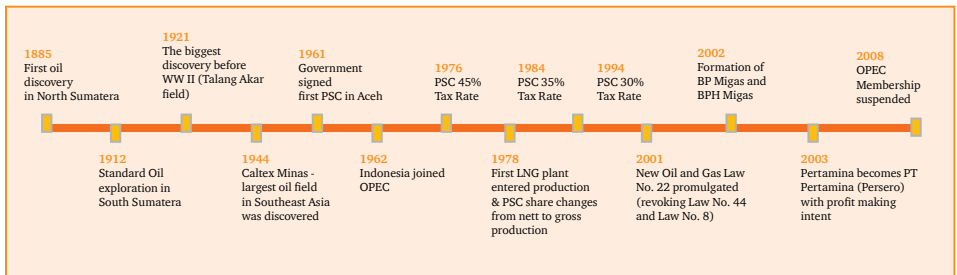 1885
First oil
discovery
in North Sumatera
1921
The biggest
discovery before
WW II (Talang Akar
field)
1961
Government
signed
first PSC in Aceh
1976
PSC 45%
Tax Rate
1984
PSC 35%
Tax Rate
1994
PSC 30%
Tax Rate
2002
Formation of
BP Migas and
BPH Migas
2008
OPEC
Membership
suspended
1912
Standard Oil
exploration in
South Sumatera
1944
Caltex Minas -
largest oil field
in Southeast Asia
was discovered
1962
Indonesia joined
OPEC
1978
First LNG plant
entered production
& PSC share changes
from nett to gross
production
2001
New Oil and Gas Law
No. 22 promulgated
(revoking Law No. 44
and Law No. 8)
2003
Pertamina becomes PT
Pertamina (Persero)
with profit making
intent